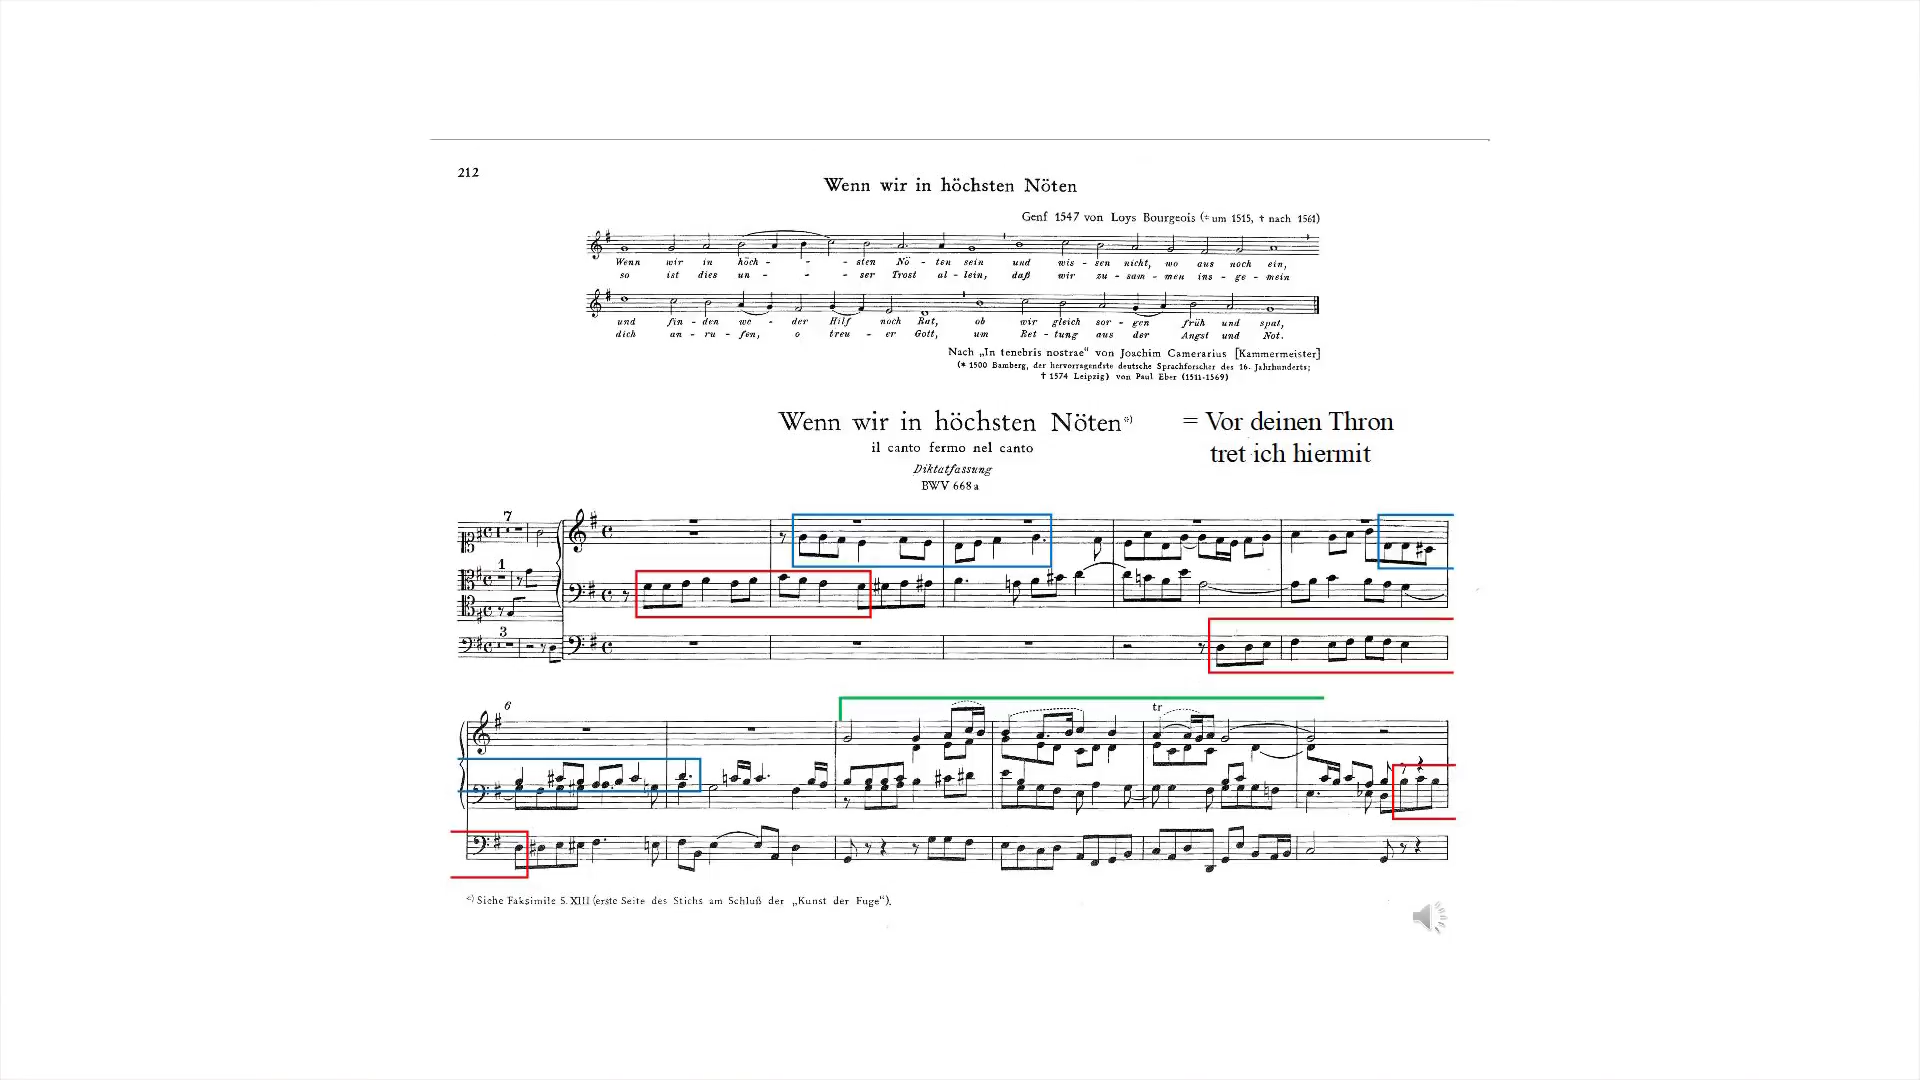 212
Wenn wir in höchsten Nöten
Genf 1547 von Loys Bourgeois (* um 1515, † nach 1561)
Wenn wir in höch - - - sten Nö - ten sein und wis - sen nicht, wo aus noch ein,
so ist dies un - - - ser Trost al - lein, daß wir zu - sam - men ins - ge - mein
und fin - den we - der Hilf noch Rat, ob wir gleich sor - gen früh und spat,
dich an - ru - fen, o treu - er Gott, um Ret - tung aus der Angst und Not.
Nach „In tenebris nostrae“ von Joachim Camerarius [Kammermeister]
(* 1500 Bamberg, der hervorragendste deutsche Sprachforscher des 16. Jahrhunderts;
† 1574 Leipzig) von Paul Eber (1511-1569)
Wenn wir in höchsten Nöten*)
= Vor deinen Thron
tret ich hiermit
il canto fermo nel canto
Diktatfassung
BWV 668a
7
1
3
6
tr
*) Siehe Faksimile S. XIII (erste Seite des Stichs am Schluß der „Kunst der Fuge“).